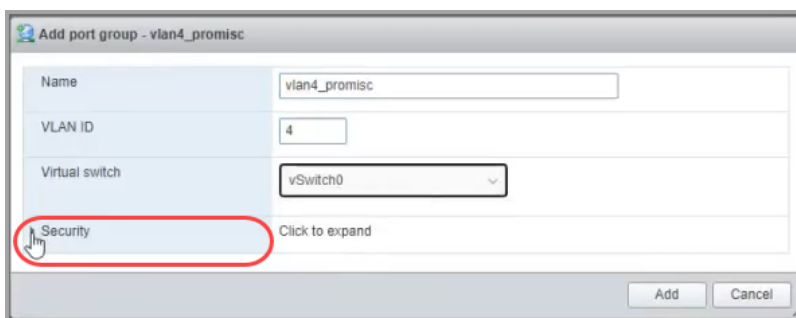 Add port group - vlan4_promisc
Name
vlan4_promisc
VLAN ID
4
Virtual switch
vSwitch0
Security
Click to expand
Add
Cancel